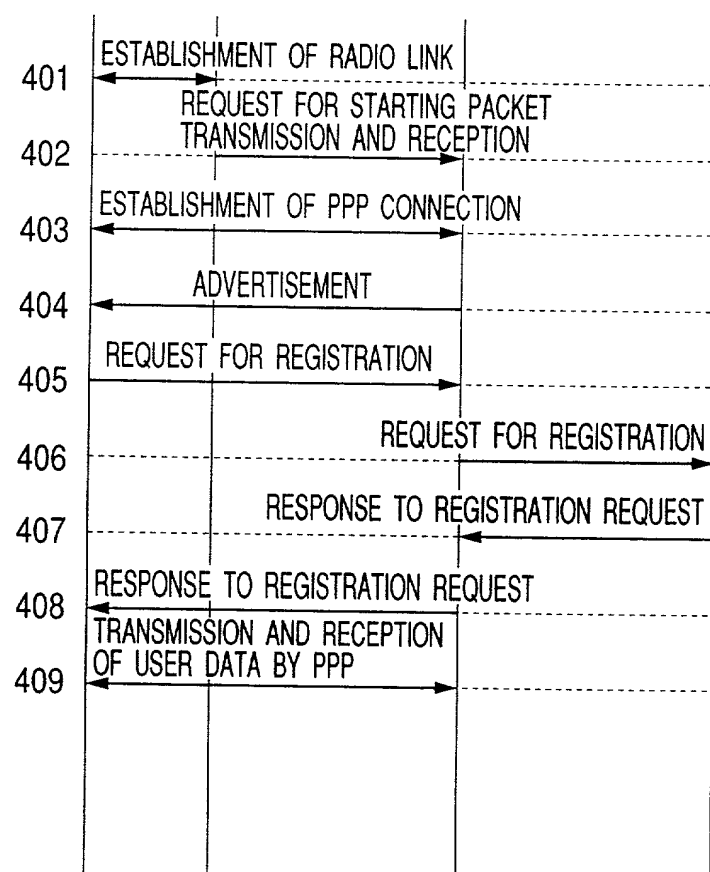 ESTABLISHMENT OF RADIO LINK
401
REQUEST FOR STARTING PACKET
TRANSMISSION AND RECEPTION
402
ESTABLISHMENT OF PPP CONNECTION
403
ADVERTISEMENT
404
REQUEST FOR REGISTRATION
405
REQUEST FOR REGISTRATION
406
RESPONSE TO REGISTRATION REQUEST
407
RESPONSE TO REGISTRATION REQUEST
408
TRANSMISSION AND RECEPTION
OF USER DATA BY PPP
409